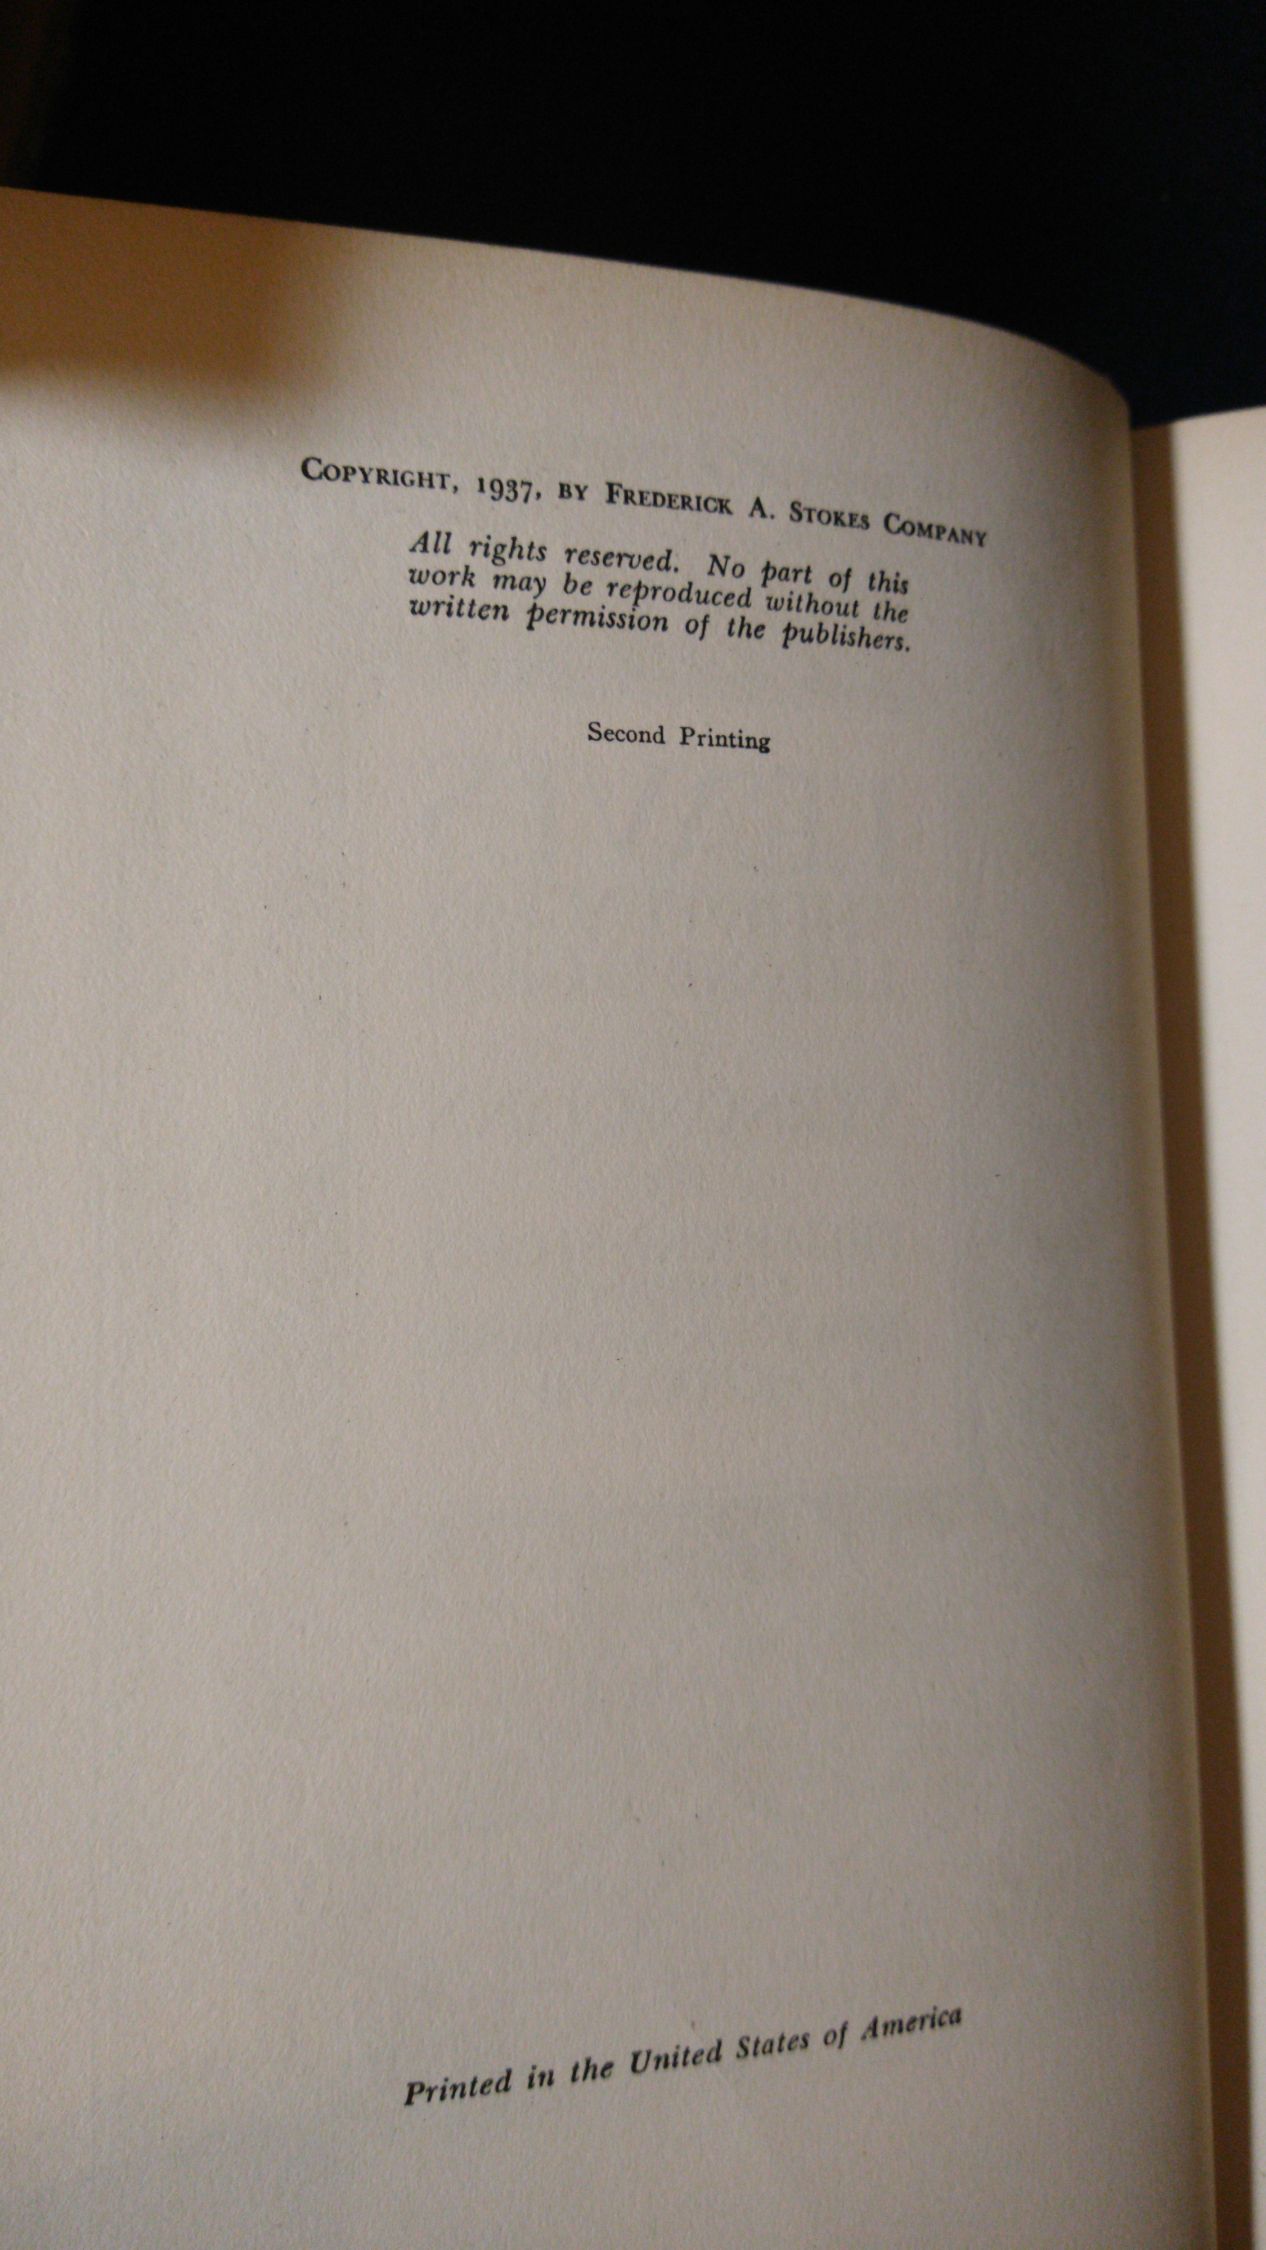 COPYRIGHT, 1937, BY FREDERICK A. STOKES COMPANY
All rights reserved. No part of this
work may be reproduced without the
written permission of the publishers.
Second Printing
Printed in the United States of America